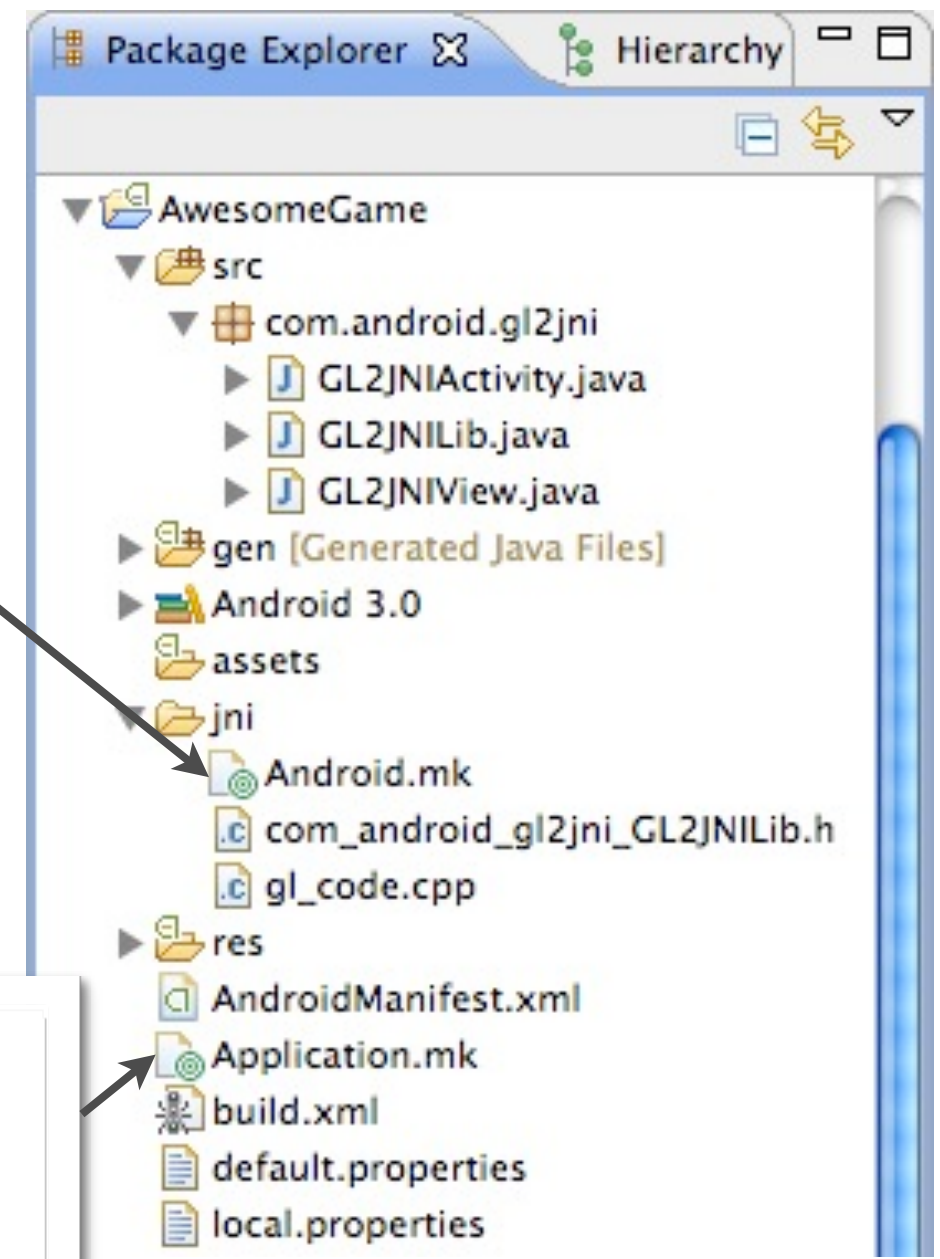 Package Explorer Hierarchy
AwesomeGame
src
com.android.gl2jni
GL2JNIActivity.java
GL2JNILib.java
GL2JNIView.java
gen [Generated Java Files]
Android 3.0
assets
jni
Android.mk
com_android_gl2jni_GL2JNILib.h
gl_code.cpp
res
AndroidManifest.xml
Application.mk
build.xml
default.properties
local.properties